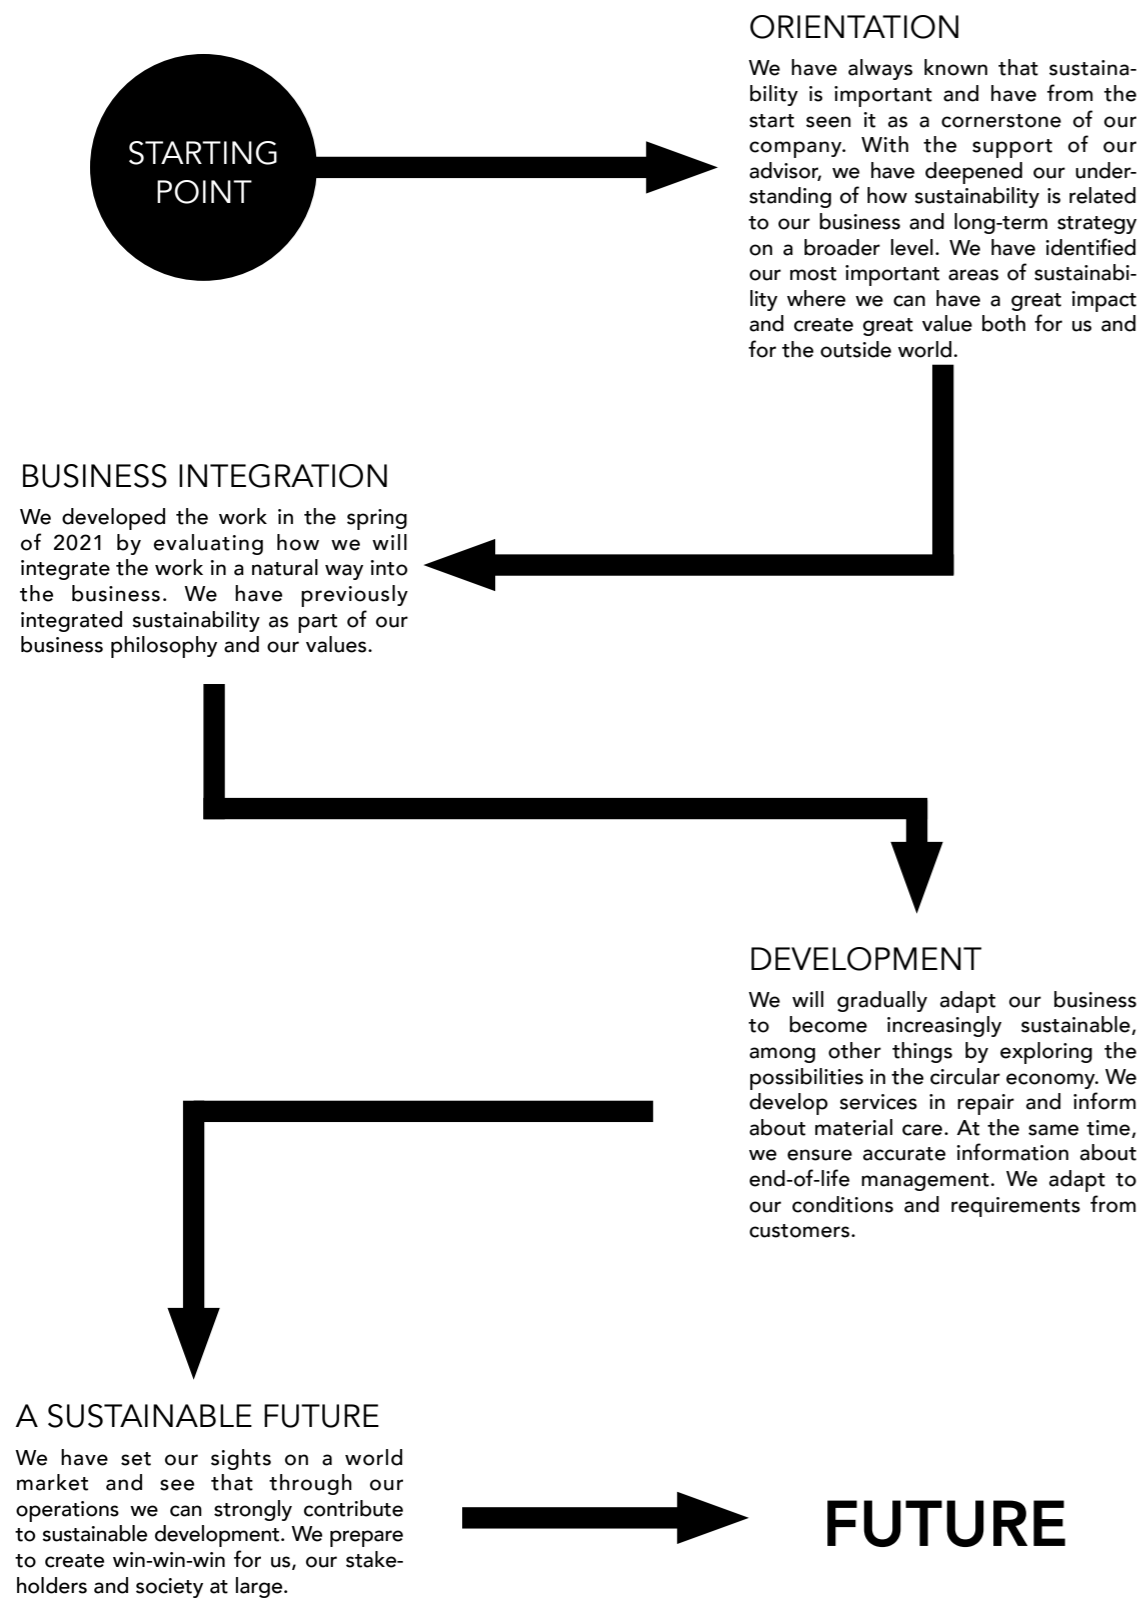 STARTING
POINT
ORIENTATION
We have always known that sustaina-
bility is important and have from the
start seen it as a cornerstone of our
company. With the support of our
advisor, we have deepened our under-
standing of how sustainability is related
to our business and long-term strategy
on a broader level. We have identified
our most important areas of sustainabi-
lity where we can have a great impact
and create great value both for us and
for the outside world.
BUSINESS INTEGRATION
We developed the work in the spring
of 2021 by evaluating how we will
integrate the work in a natural way into
the business. We have previously
integrated sustainability as part of our
business philosophy and our values.
DEVELOPMENT
We will gradually adapt our business
to become increasingly sustainable,
among other things by exploring the
possibilities in the circular economy. We
develop services in repair and inform
about material care. At the same time,
we ensure accurate information about
end-of-life management. We adapt to
our conditions and requirements from
customers.
A SUSTAINABLE FUTURE
We have set our sights on a world
market and see that through our
operations we can strongly contribute
to sustainable development. We prepare
to create win-win-win for us, our stake-
holders and society at large.
FUTURE